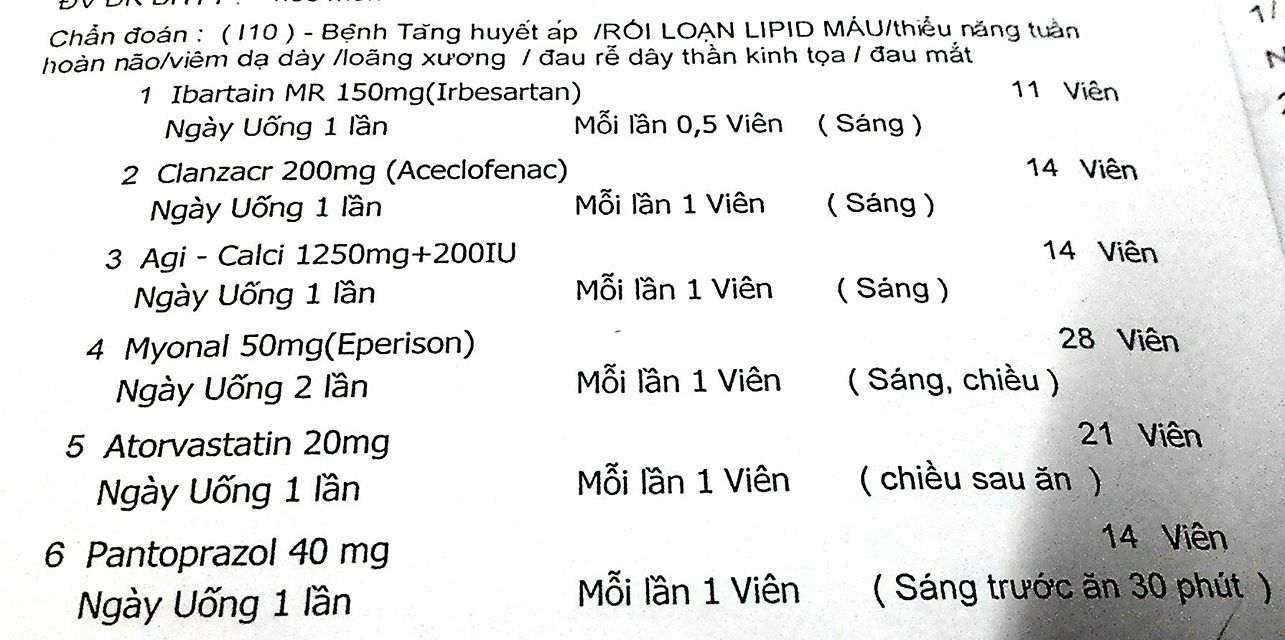 Chẩn đoán : ( I10 ) - Bệnh Tăng huyết áp /RỐI LOẠN LIPID MÁU/thiểu năng tuần
hoàn não/viêm dạ dày /loãng xương / đau rễ dây thần kinh tọa / đau mắt
1 Ibartain MR 150mg(Irbesartan) 11 Viên
Ngày Uống 1 lần Mỗi lần 0,5 Viên ( Sáng )
2 Clanzacr 200mg (Aceclofenac) 14 Viên
Ngày Uống 1 lần Mỗi lần 1 Viên ( Sáng )
3 Agi - Calci 1250mg+200IU 14 Viên
Ngày Uống 1 lần Mỗi lần 1 Viên ( Sáng )
4 Myonal 50mg(Eperison) 28 Viên
Ngày Uống 2 lần Mỗi lần 1 Viên ( Sáng, chiều )
5 Atorvastatin 20mg 21 Viên
Ngày Uống 1 lần Mỗi lần 1 Viên ( chiều sau ăn )
6 Pantoprazol 40 mg 14 Viên
Ngày Uống 1 lần Mỗi lần 1 Viên ( Sáng trước ăn 30 phút )